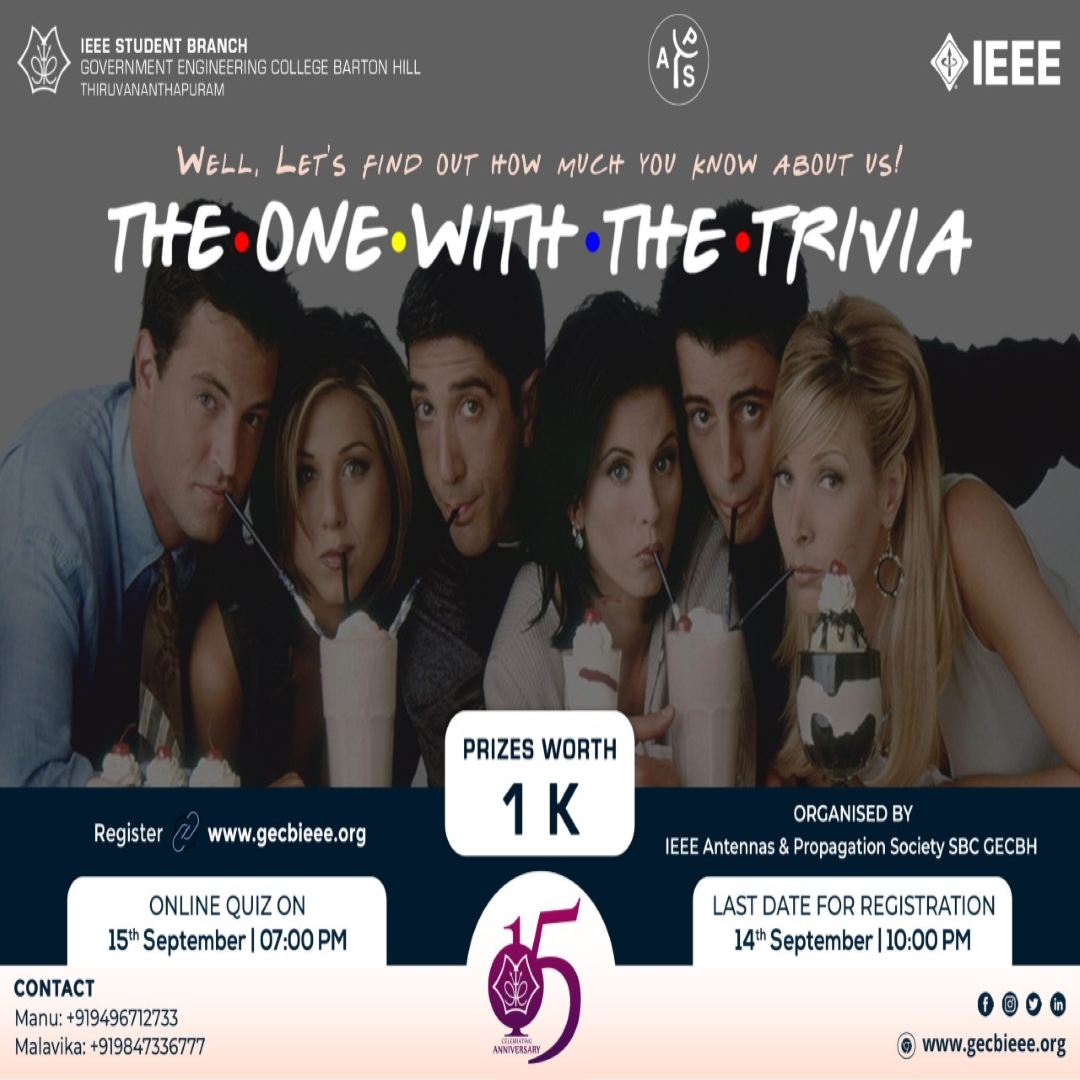 IEEE STUDENT BRANCH
GOVERNMENT ENGINEERING COLLEGE BARTON HILL
THIRUVANANTHAPURAM
A P S
IEEE
WELL, LET'S FIND OUT HOW MUCH YOU KNOW ABOUT US!
THE•ONE•WITH•THE•TRIVIA
PRIZES WORTH
1 K
Register www.gecbieee.org
ORGANISED BY
IEEE Antennas & Propagation Society SBC GECBH
ONLINE QUIZ ON
15th September | 07:00 PM
LAST DATE FOR REGISTRATION
14th September | 10:00 PM
15
CELEBRATING
ANNIVERSARY
CONTACT
Manu: +919496712733
Malavika: +919847336777
www.gecbieee.org